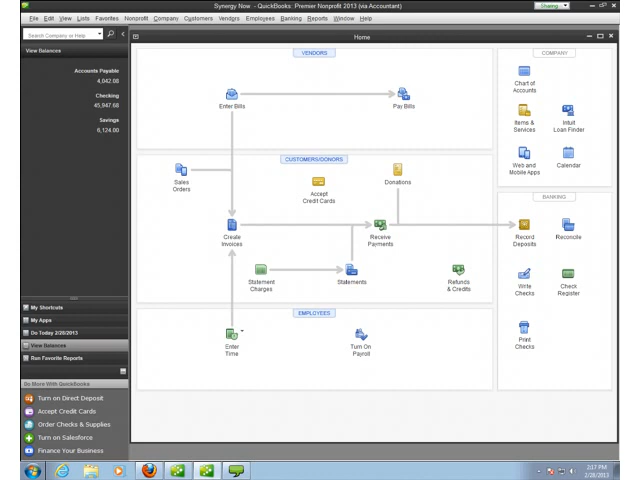 Synergy Now - QuickBooks: Premier Nonprofit 2013 (via Accountant)
Sharing
File Edit View Lists Favorites Nonprofit Company Customers Vendors Employees Banking Reports Window Help
Search Company or Help
View Balances
Accounts Payable
4,042.08
Checking
45,947.68
Savings
6,124.00
My Shortcuts
My Apps
Do Today 2/28/2013
View Balances
Run Favorite Reports
Do More With QuickBooks
Turn on Direct Deposit
Accept Credit Cards
Order Checks & Supplies
Turn on Salesforce
Finance Your Business
Home
VENDORS
Enter Bills
Pay Bills
CUSTOMERS/DONORS
Sales
Orders
Accept
Credit Cards
Donations
Create
Invoices
Receive
Payments
Statement
Charges
Statements
Refunds
& Credits
EMPLOYEES
Enter
Time
Turn On
Payroll
COMPANY
Chart of
Accounts
Items &
Services
Intuit
Loan Finder
Web and
Mobile Apps
Calendar
BANKING
Record
Deposits
Reconcile
Write
Checks
Check
Register
Print
Checks
2:17 PM
2/28/2013